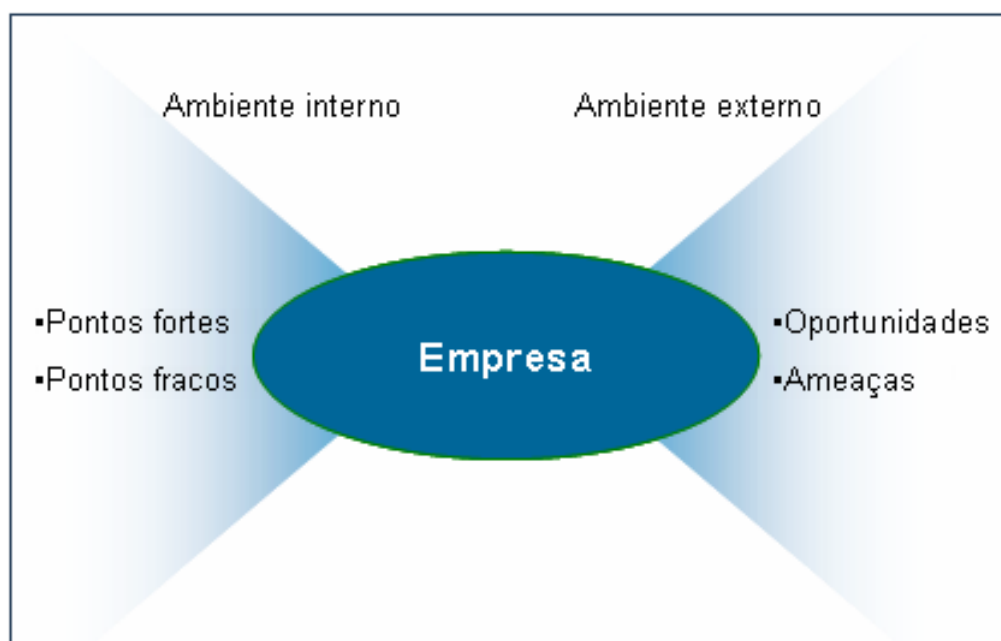 Ambiente interno
Ambiente externo
▪Pontos fortes
▪Pontos fracos
Empresa
▪Oportunidades
▪Ameaças